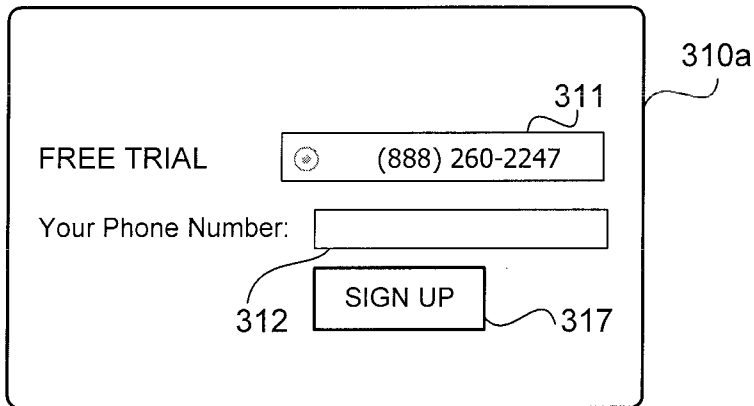 310a
311
FREE TRIAL (888) 260-2247
Your Phone Number:
SIGN UP
312 317